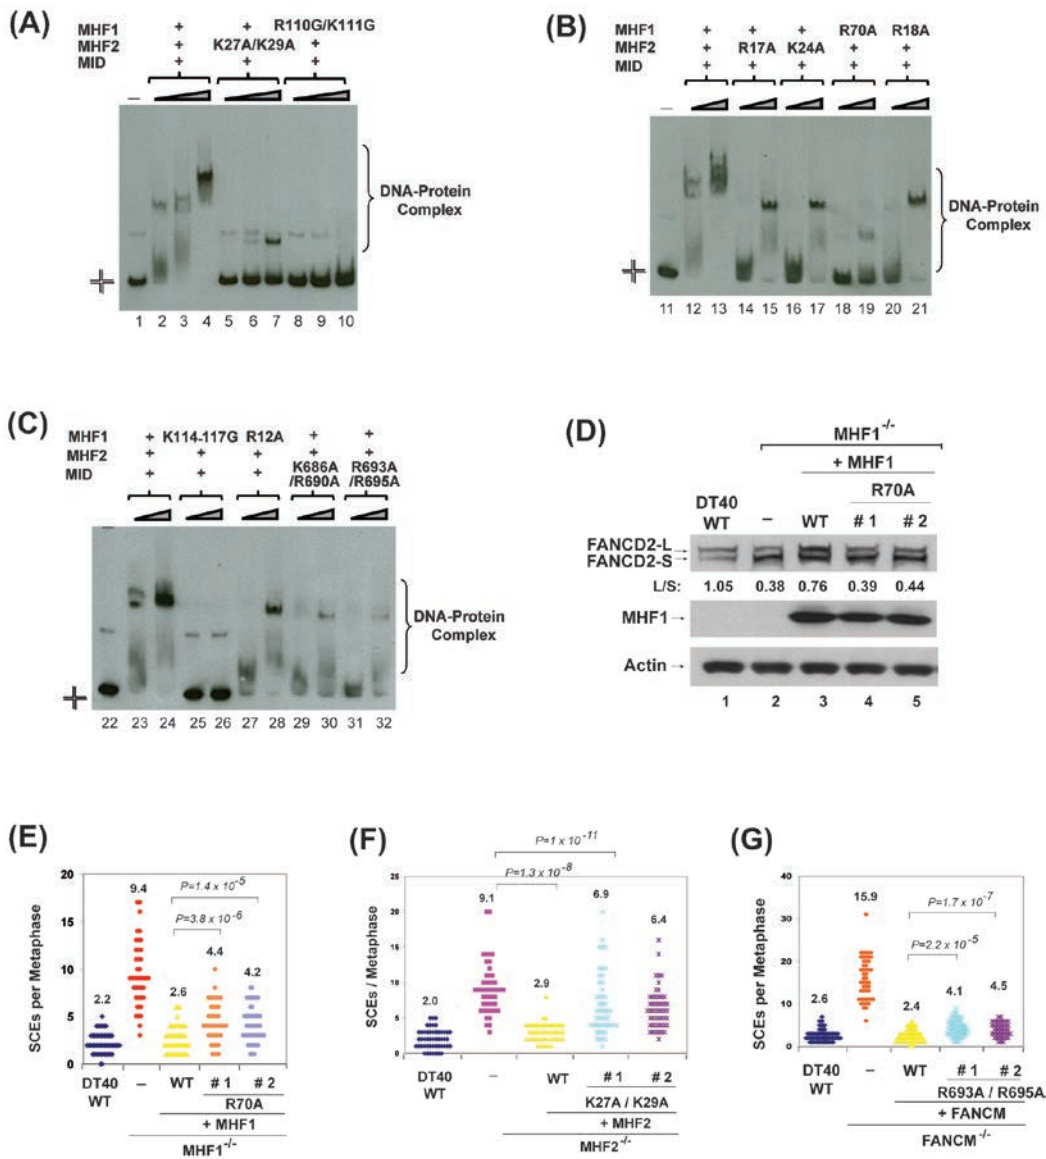 (A)
MHF1 + + R110G/K111G
MHF2 + K27A/K29A +
MID + + +
–
DNA-Protein
Complex
1 2 3 4 5 6 7 8 9 10
(B)
MHF1 + + + R70A R18A
MHF2 + R17A K24A + +
MID + + + + +
–
DNA-Protein
Complex
11 12 13 14 15 16 17 18 19 20 21
(C)
MHF1 + K114-117G R12A + +
MHF2 + + + + +
MID + + + K686A/R690A R693A/R695A
–
DNA-Protein
Complex
22 23 24 25 26 27 28 29 30 31 32
(D)
MHF1-/-
+ MHF1
R70A
DT40 WT – WT # 1 # 2
FANCD2-L
FANCD2-S
L/S: 1.05 0.38 0.76 0.39 0.44
MHF1
Actin
1 2 3 4 5
(E)
SCEs per Metaphase
20
15
10
5
0
2.2 9.4 2.6 4.4 4.2
P=1.4 x 10-5
P=3.8 x 10-6
DT40 WT – WT # 1 # 2
R70A
+ MHF1
MHF1-/-
(F)
SCEs / Metaphase
25
20
15
10
5
0
2.0 9.1 2.9 6.9 6.4
P=1 x 10-11
P=1.3 x 10-8
DT40 WT – WT # 1 # 2
K27A / K29A
+ MHF2
MHF2-/-
(G)
SCEs per Metaphase
40
30
20
10
0
2.6 15.9 2.4 4.1 4.5
P=1.7 x 10-7
P=2.2 x 10-5
DT40 WT – WT # 1 # 2
R693A / R695A
+ FANCM
FANCM-/-